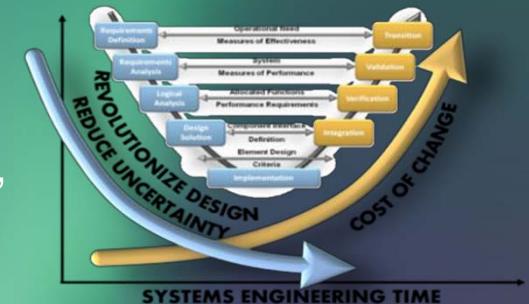 Requirements
Definition
Operational Need
Measures of Effectiveness
Transition
Requirements
Analysis
System
Measures of Performance
Validation
Logical
Analysis
Allocated Functions
Performance Requirements
Verification
Design
Solution
Component Interface
Definition
Integration
Element Design
Criteria
Implementation
REVOLUTIONIZE DESIGN
REDUCE UNCERTAINTY
COST OF CHANGE
SYSTEMS ENGINEERING TIME
,